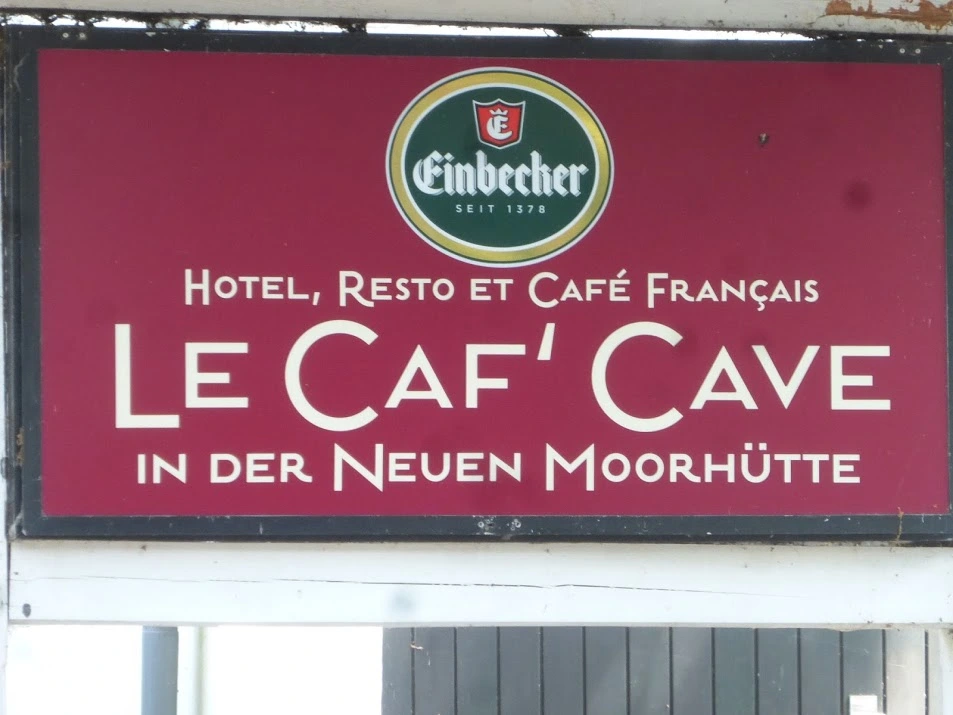 E
Einbecker
SEIT 1378
HOTEL, RESTO ET CAFÉ FRANÇAIS
LE CAF' CAVE
IN DER NEUEN MOORHÜTTE